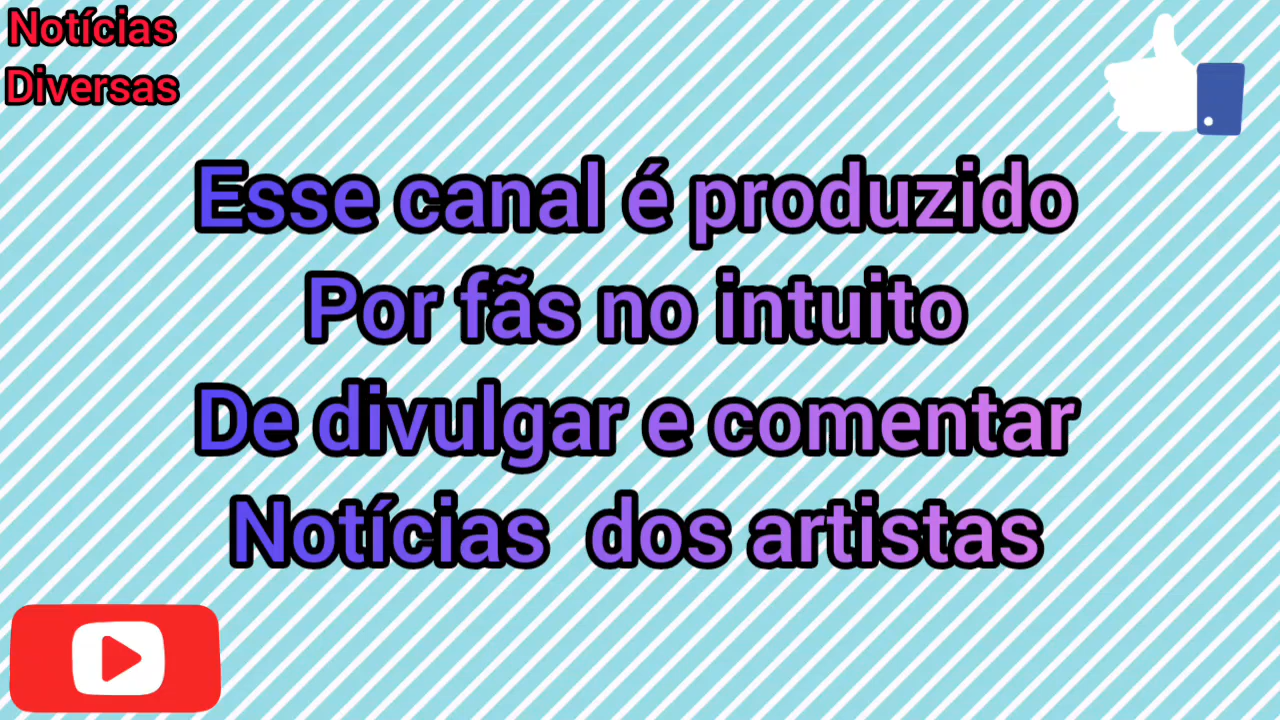 Notícias
Diversas
Esse canal é produzido
Por fãs no intuito
De divulgar e comentar
Notícias dos artistas